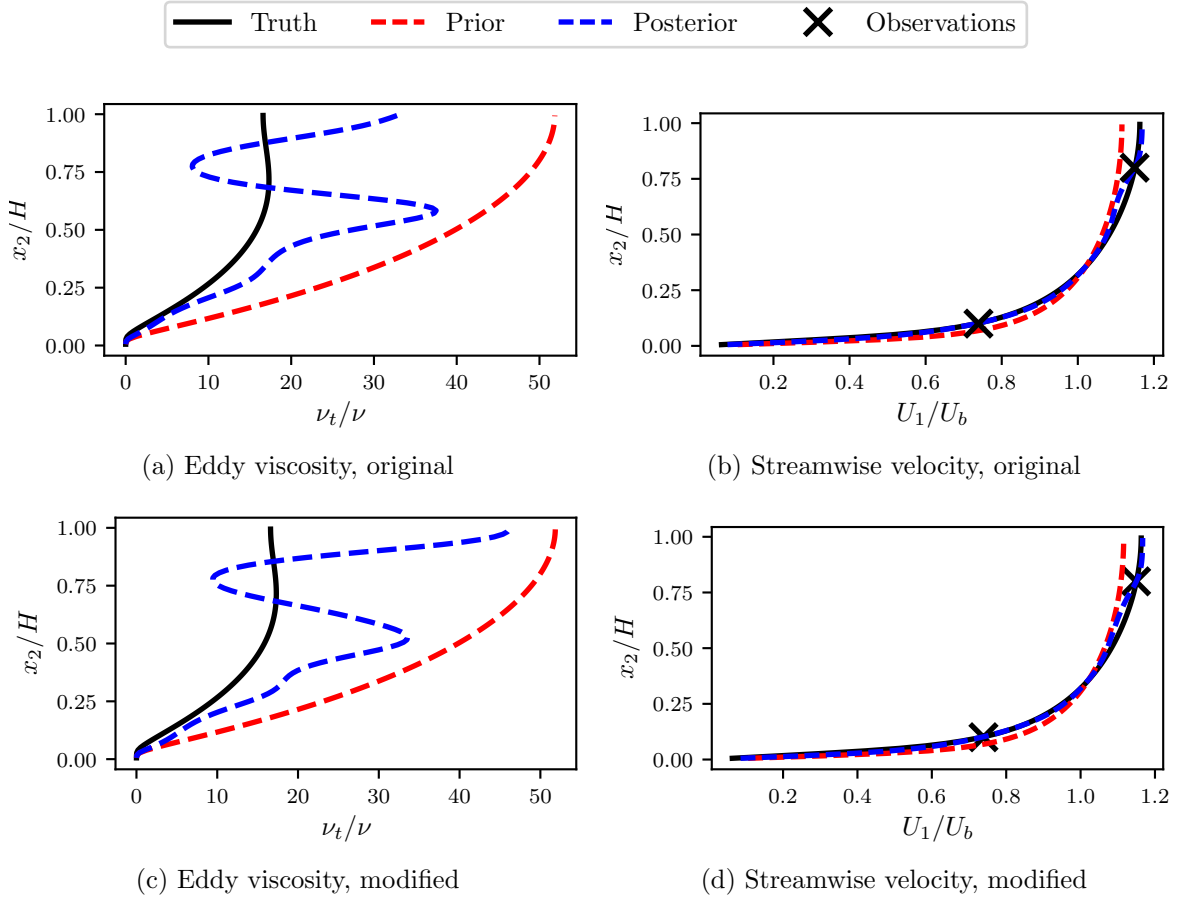 Truth Prior Posterior Observations
1.00
0.75
0.50
0.25
0.00
x₂/H
0 10 20 30 40 50
νₜ/ν
(a) Eddy viscosity, original
1.00
0.75
0.50
0.25
0.00
x₂/H
0.2 0.4 0.6 0.8 1.0 1.2
U₁/U_b
(b) Streamwise velocity, original
1.00
0.75
0.50
0.25
0.00
x₂/H
0 10 20 30 40 50
νₜ/ν
(c) Eddy viscosity, modified
1.00
0.75
0.50
0.25
0.00
x₂/H
0.2 0.4 0.6 0.8 1.0 1.2
U₁/U_b
(d) Streamwise velocity, modified